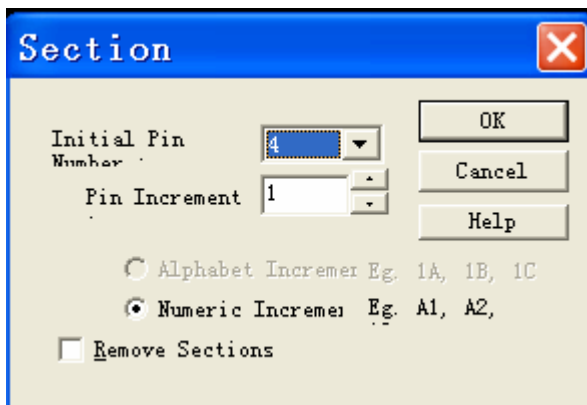 Section
Initial Pin
Number :
4
OK
Cancel
Pin Increment
1
Help
Alphabet Incremer Eg. 1A, 1B, 1C
Numeric Incremer Eg. A1, A2,
Remove Sections